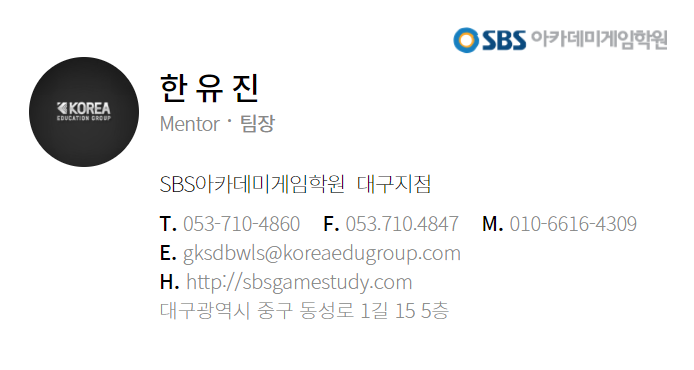 SBS 아카데미게임학원
KOREA
EDUCATION GROUP
한 유 진
Mentor · 팀장
SBS아카데미게임학원 대구지점
T. 053-710-4860 F. 053.710.4847 M. 010-6616-4309
E. gksdbwls@koreaedugroup.com
H. http://sbsgamestudy.com
대구광역시 중구 동성로 1길 15 5층